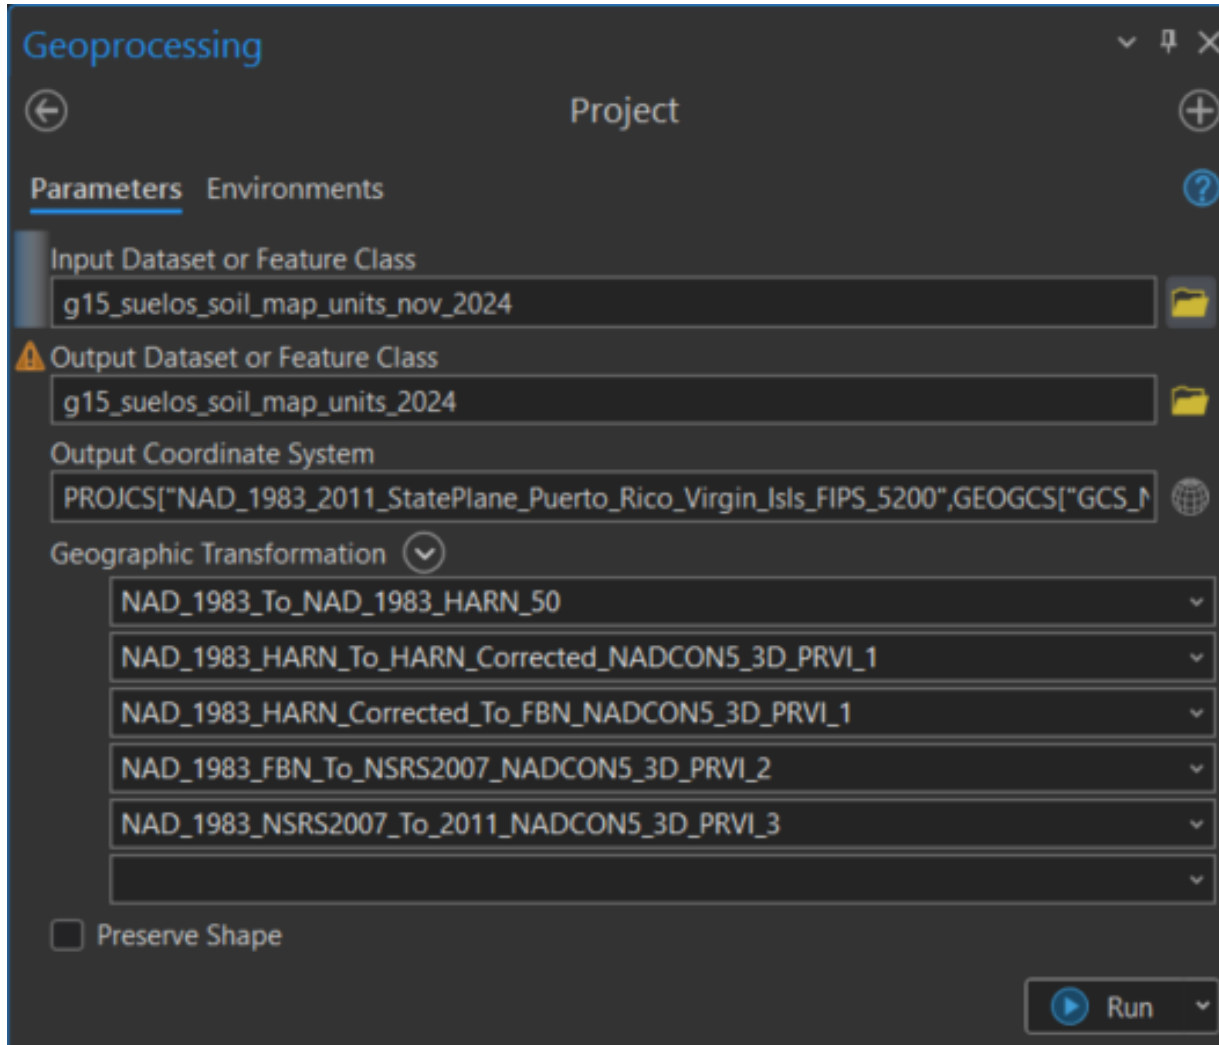 Geoprocessing
Project
Parameters Environments
Input Dataset or Feature Class
g15_suelos_soil_map_units_nov_2024
Output Dataset or Feature Class
g15_suelos_soil_map_units_2024
Output Coordinate System
PROJCS["NAD_1983_2011_StatePlane_Puerto_Rico_Virgin_Isls_FIPS_5200",GEOGCS["GCS_N
Geographic Transformation
NAD_1983_To_NAD_1983_HARN_50
NAD_1983_HARN_To_HARN_Corrected_NADCON5_3D_PRVI_1
NAD_1983_HARN_Corrected_To_FBN_NADCON5_3D_PRVI_1
NAD_1983_FBN_To_NSRS2007_NADCON5_3D_PRVI_2
NAD_1983_NSRS2007_To_2011_NADCON5_3D_PRVI_3
Preserve Shape
Run